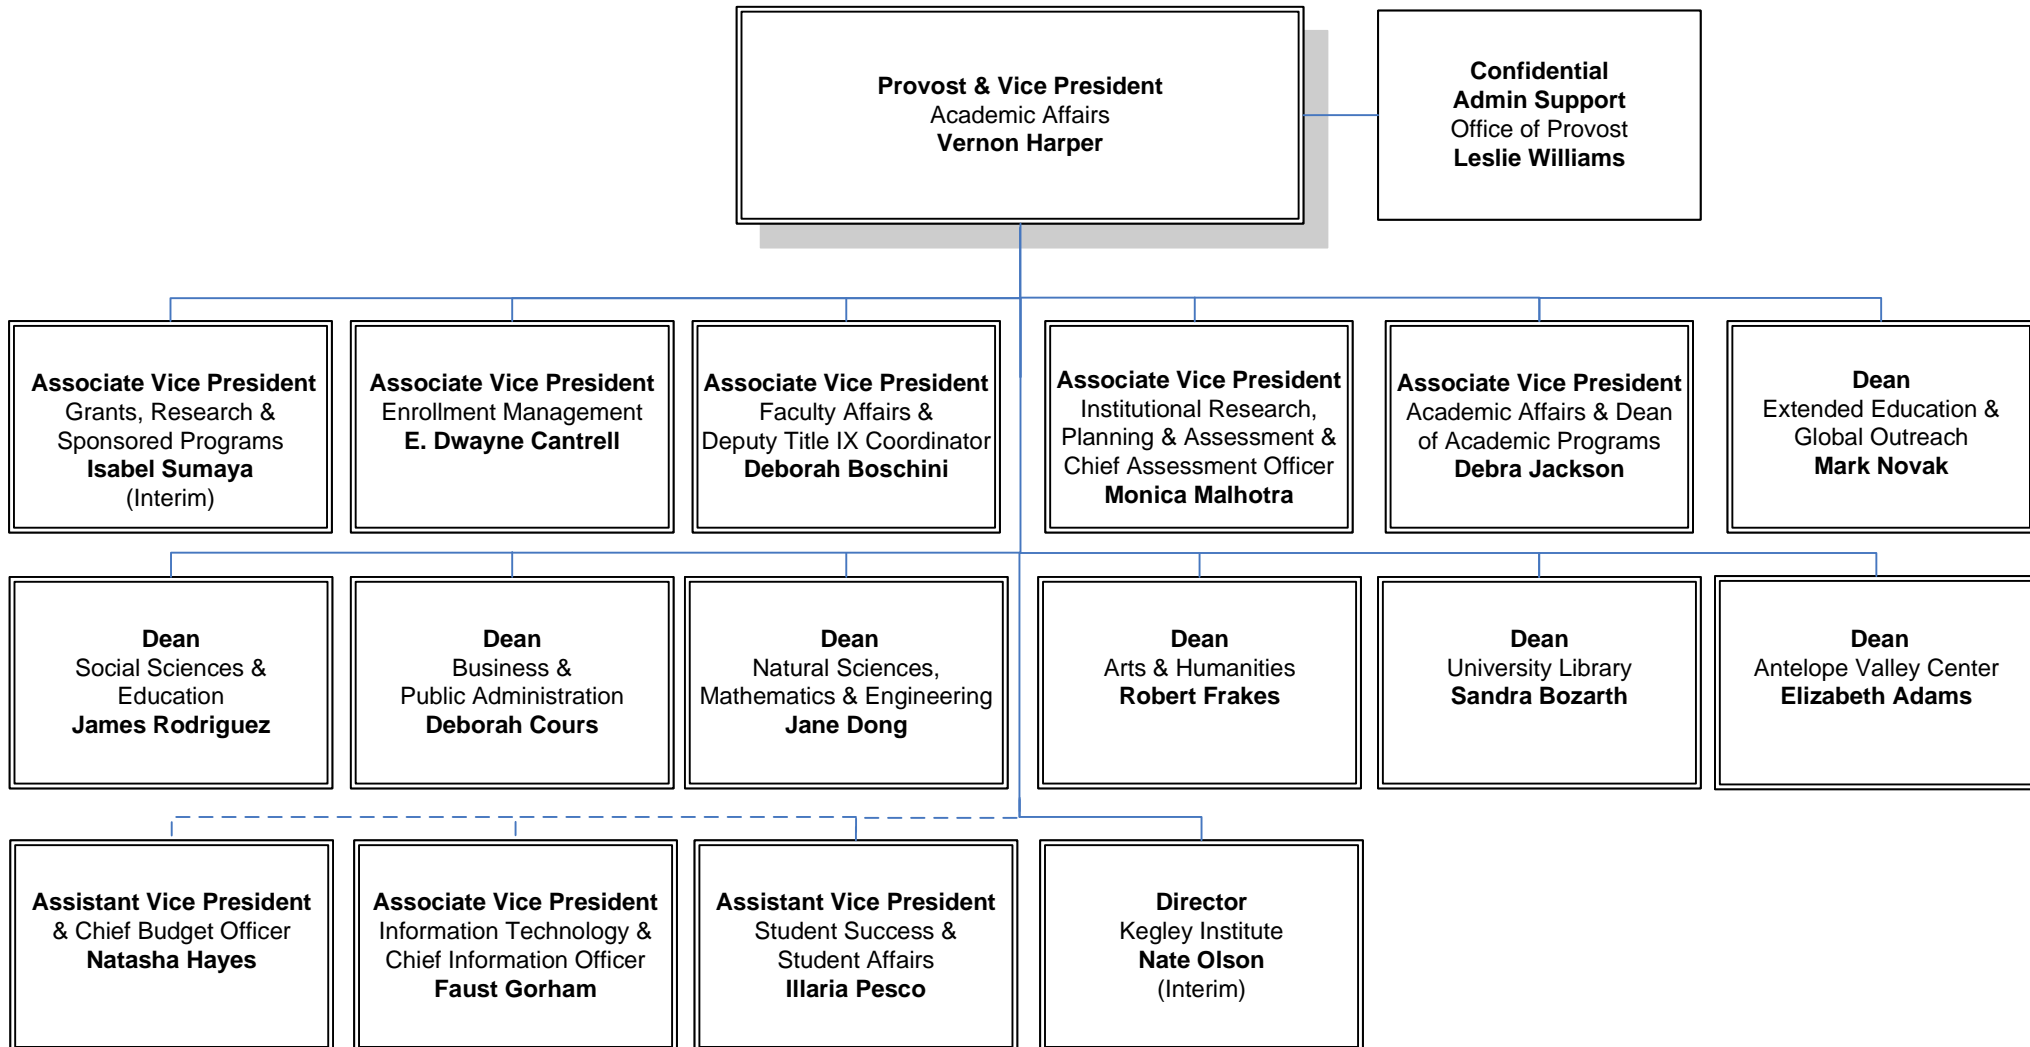 Provost & Vice President
Academic Affairs
Vernon Harper
Confidential
Admin Support
Office of Provost
Leslie Williams
Associate Vice President
Grants, Research &
Sponsored Programs
Isabel Sumaya
(Interim)
Associate Vice President
Enrollment Management
E. Dwayne Cantrell
Associate Vice President
Faculty Affairs &
Deputy Title IX Coordinator
Deborah Boschini
Associate Vice President
Institutional Research,
Planning & Assessment &
Chief Assessment Officer
Monica Malhotra
Associate Vice President
Academic Affairs & Dean
of Academic Programs
Debra Jackson
Dean
Extended Education &
Global Outreach
Mark Novak
Dean
Social Sciences &
Education
James Rodriguez
Dean
Business &
Public Administration
Deborah Cours
Dean
Natural Sciences,
Mathematics & Engineering
Jane Dong
Dean
Arts & Humanities
Robert Frakes
Dean
University Library
Sandra Bozarth
Dean
Antelope Valley Center
Elizabeth Adams
Assistant Vice President
& Chief Budget Officer
Natasha Hayes
Associate Vice President
Information Technology &
Chief Information Officer
Faust Gorham
Assistant Vice President
Student Success &
Student Affairs
Illaria Pesco
Director
Kegley Institute
Nate Olson
(Interim)